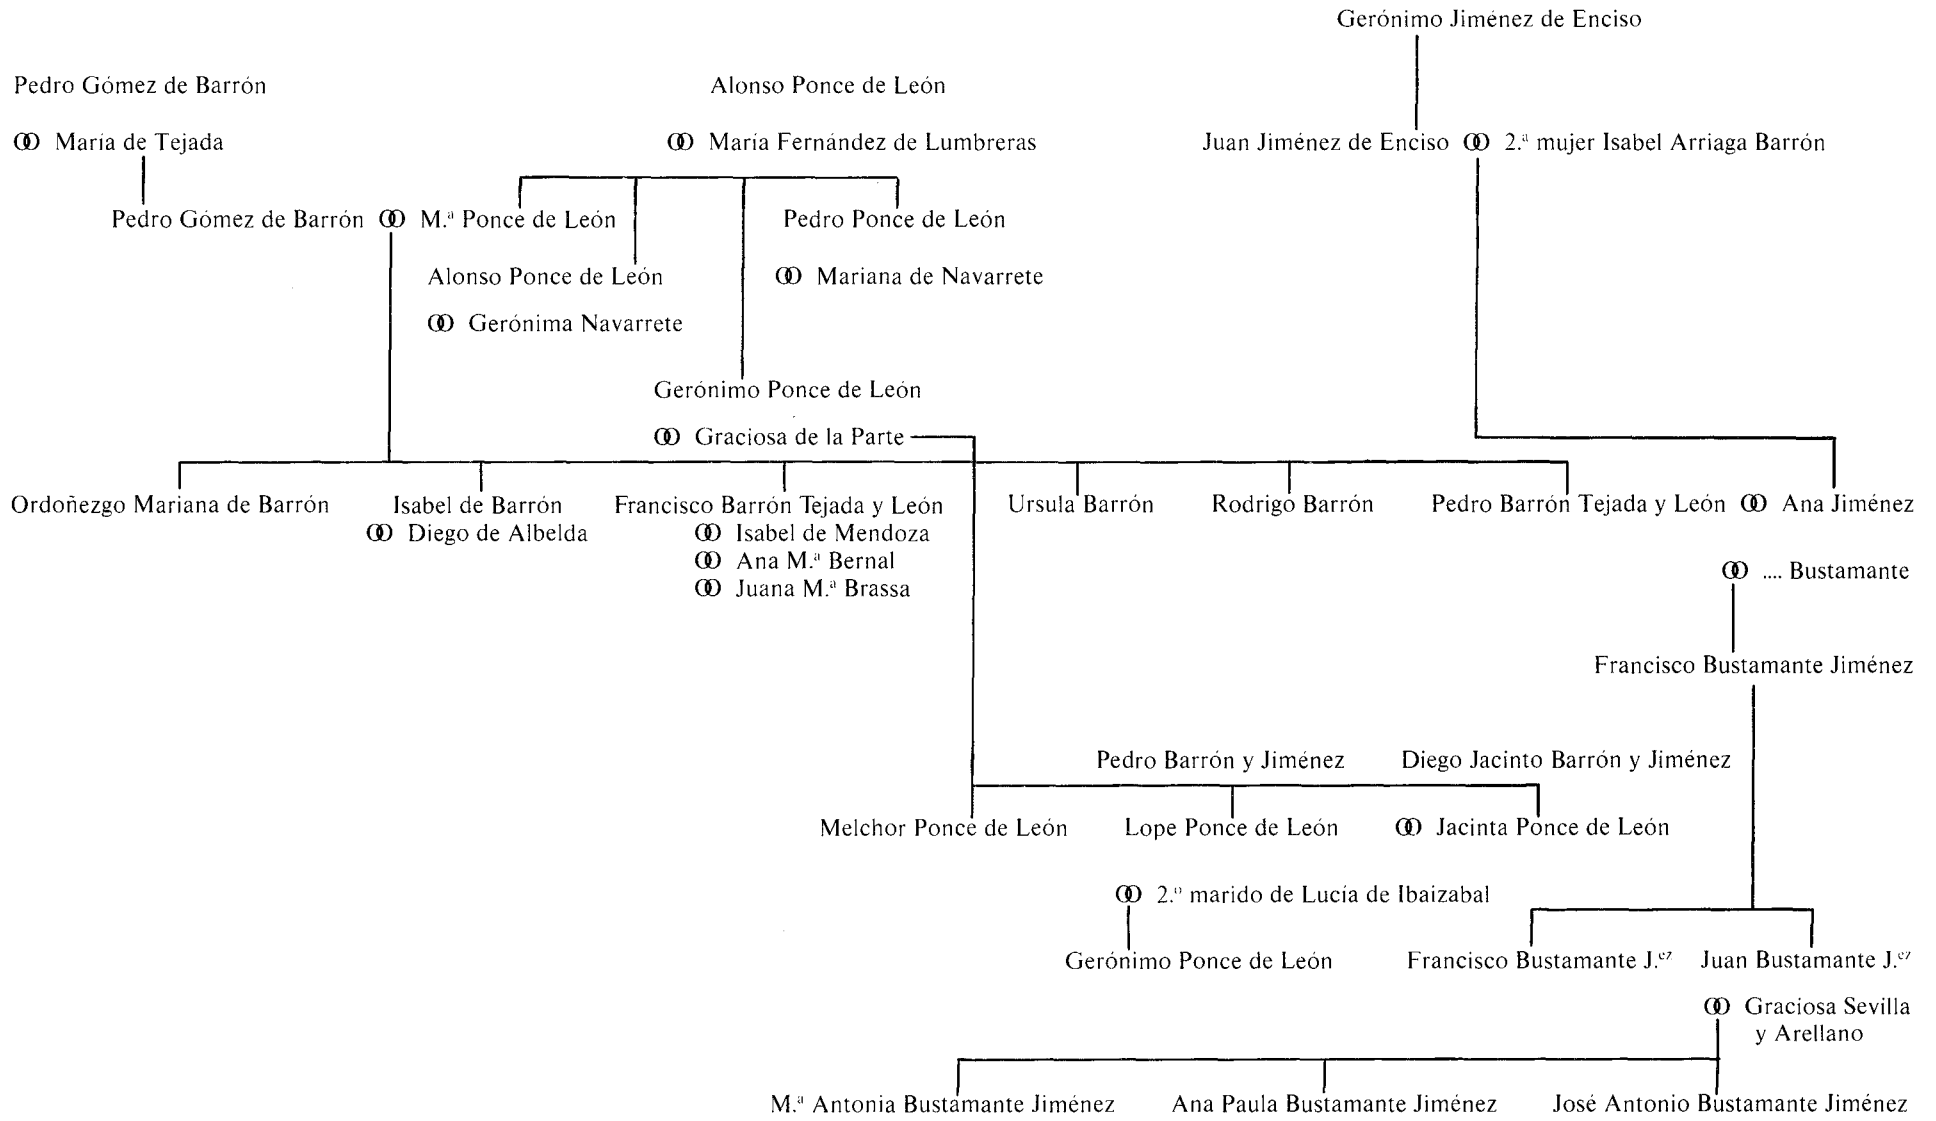 Gerónimo Jiménez de Enciso
Pedro Gómez de Barrón
Alonso Ponce de León
ꝏ María de Tejada
ꝏ María Fernández de Lumbreras
Juan Jiménez de Enciso ꝏ 2.ª mujer Isabel Arriaga Barrón
Pedro Gómez de Barrón ꝏ M.ª Ponce de León
Pedro Ponce de León
Alonso Ponce de León
ꝏ Mariana de Navarrete
ꝏ Gerónima Navarrete
Gerónimo Ponce de León
ꝏ Graciosa de la Parte
Ordoñezgo Mariana de Barrón
Isabel de Barrón
ꝏ Diego de Albelda
Francisco Barrón Tejada y León
ꝏ Isabel de Mendoza
ꝏ Ana M.ª Bernal
ꝏ Juana M.ª Brassa
Ursula Barrón
Rodrigo Barrón
Pedro Barrón Tejada y León ꝏ Ana Jiménez
ꝏ .... Bustamante
Francisco Bustamante Jiménez
Pedro Barrón y Jiménez
Diego Jacinto Barrón y Jiménez
Melchor Ponce de León
Lope Ponce de León
ꝏ Jacinta Ponce de León
ꝏ 2.º marido de Lucía de Ibaizabal
Gerónimo Ponce de León
Francisco Bustamante J.ez
Juan Bustamante J.ez
ꝏ Graciosa Sevilla
y Arellano
M.ª Antonia Bustamante Jiménez
Ana Paula Bustamante Jiménez
José Antonio Bustamante Jiménez